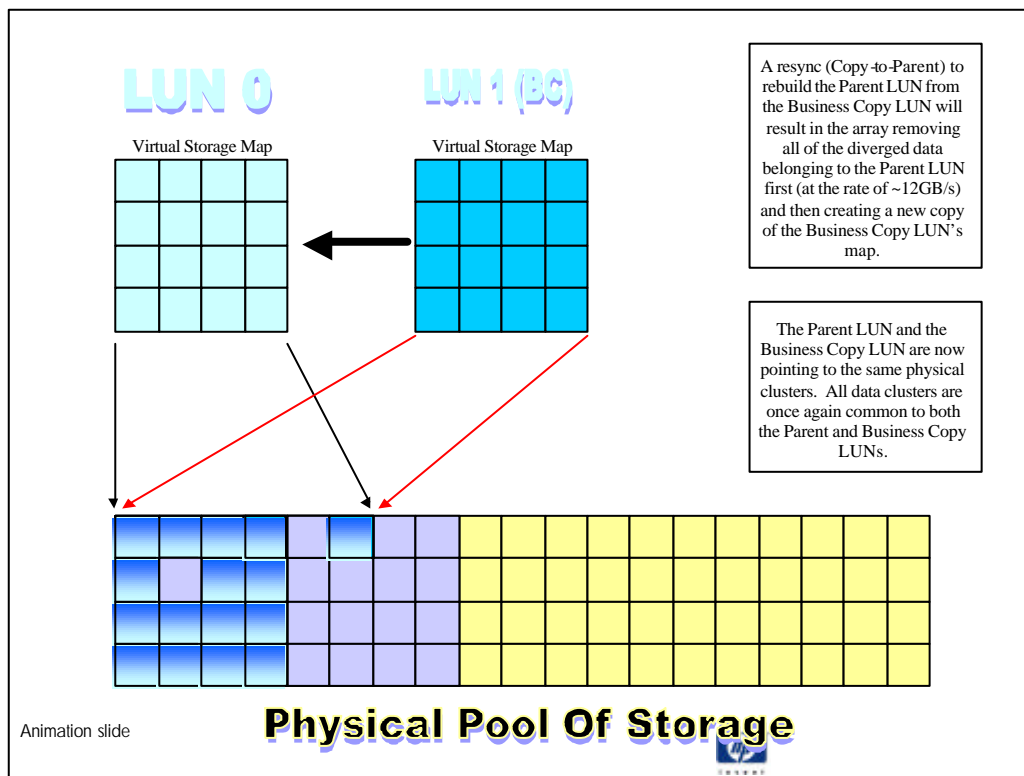 LUN 0
LUN 1 (BC)
Virtual Storage Map
Virtual Storage Map
A resync (Copy-to-Parent) to
rebuild the Parent LUN from
the Business Copy LUN will
result in the array removing
all of the diverged data
belonging to the Parent LUN
first (at the rate of ~12GB/s)
and then creating a new copy
of the Business Copy LUN's
map.
The Parent LUN and the
Business Copy LUN are now
pointing to the same physical
clusters. All data clusters are
once again common to both
the Parent and Business Copy
LUNs.
Animation slide
Physical Pool Of Storage
hp
invent